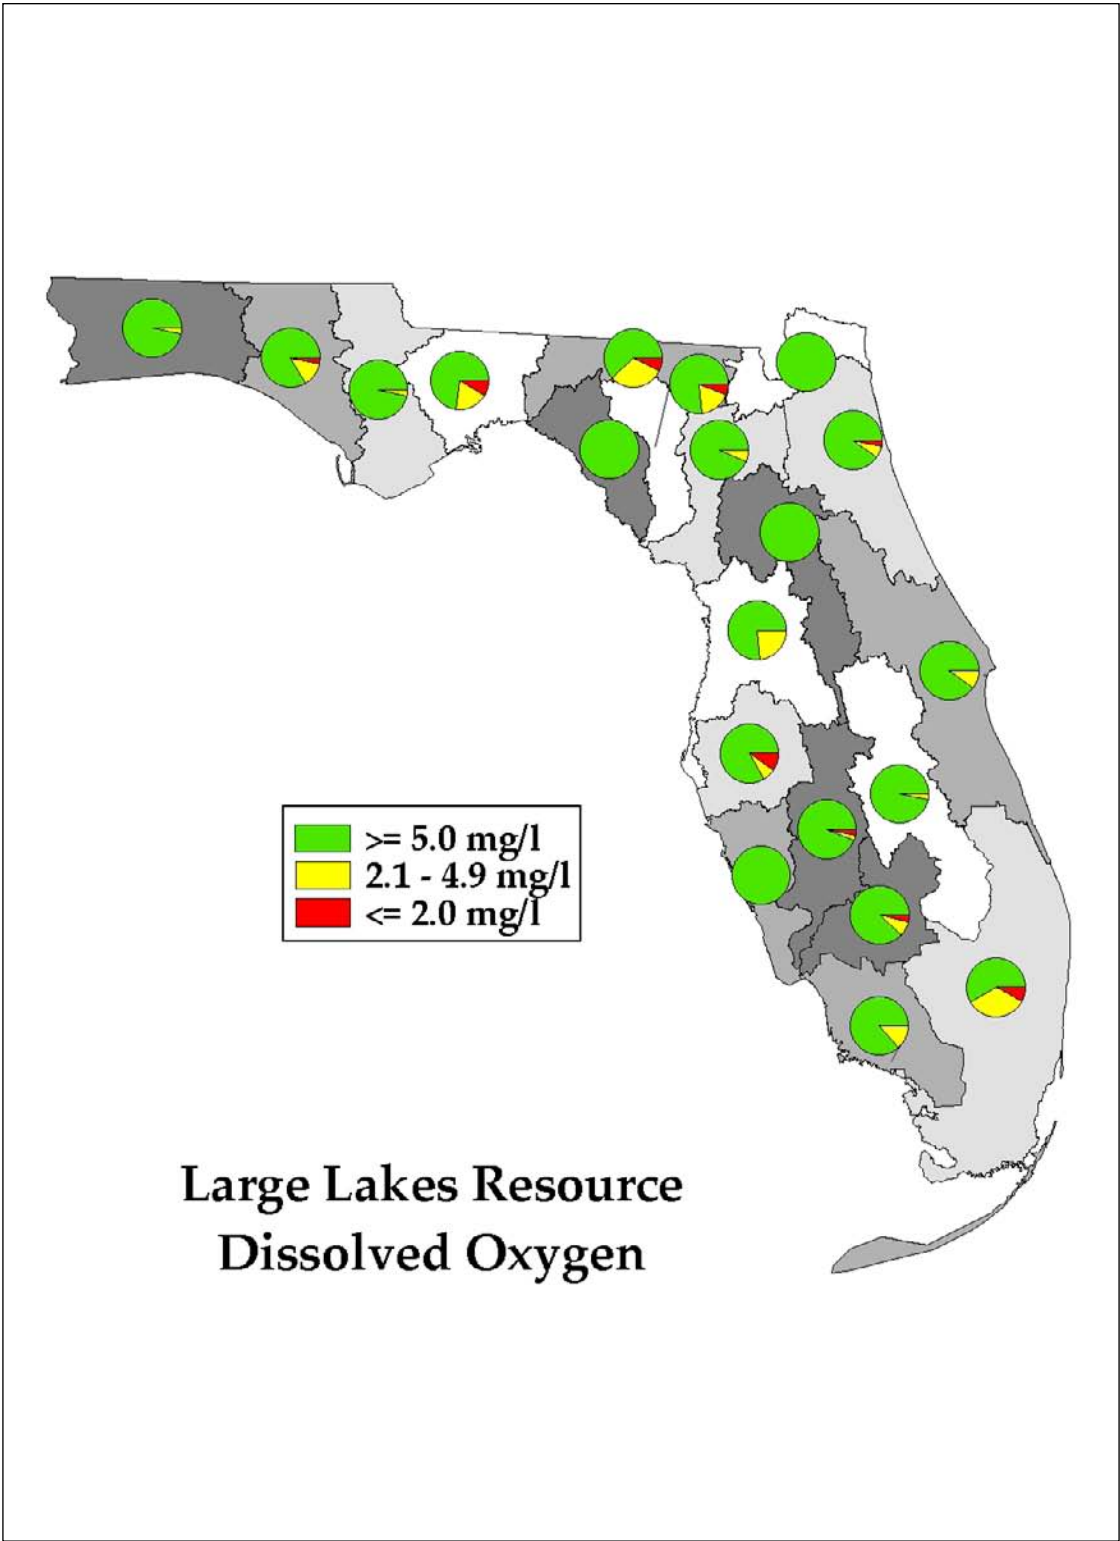 >= 5.0 mg/l
2.1 - 4.9 mg/l
<= 2.0 mg/l
Large Lakes Resource
Dissolved Oxygen